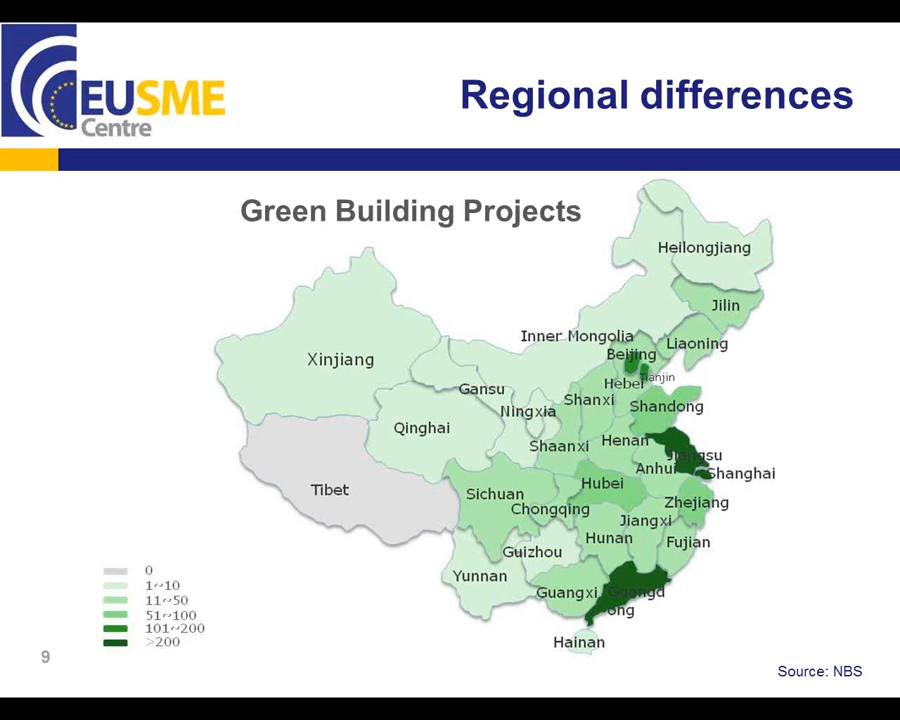 EUSME
Centre
Regional differences
Green Building Projects
Heilongjiang
Jilin
Inner Mongolia
Liaoning
Beijing
Xinjiang
Tianjin
Hebei
Gansu
Shanxi
Ningxia
Shandong
Qinghai
Shaanxi
Henan
Jiangsu
Anhui
Shanghai
Hubei
Tibet
Sichuan
Zhejiang
Chongqing
Jiangxi
Hunan
Fujian
Guizhou
Yunnan
Guangxi
Guangd
ong
Hainan
0
1~10
11~50
51~100
101~200
>200
9
Source: NBS